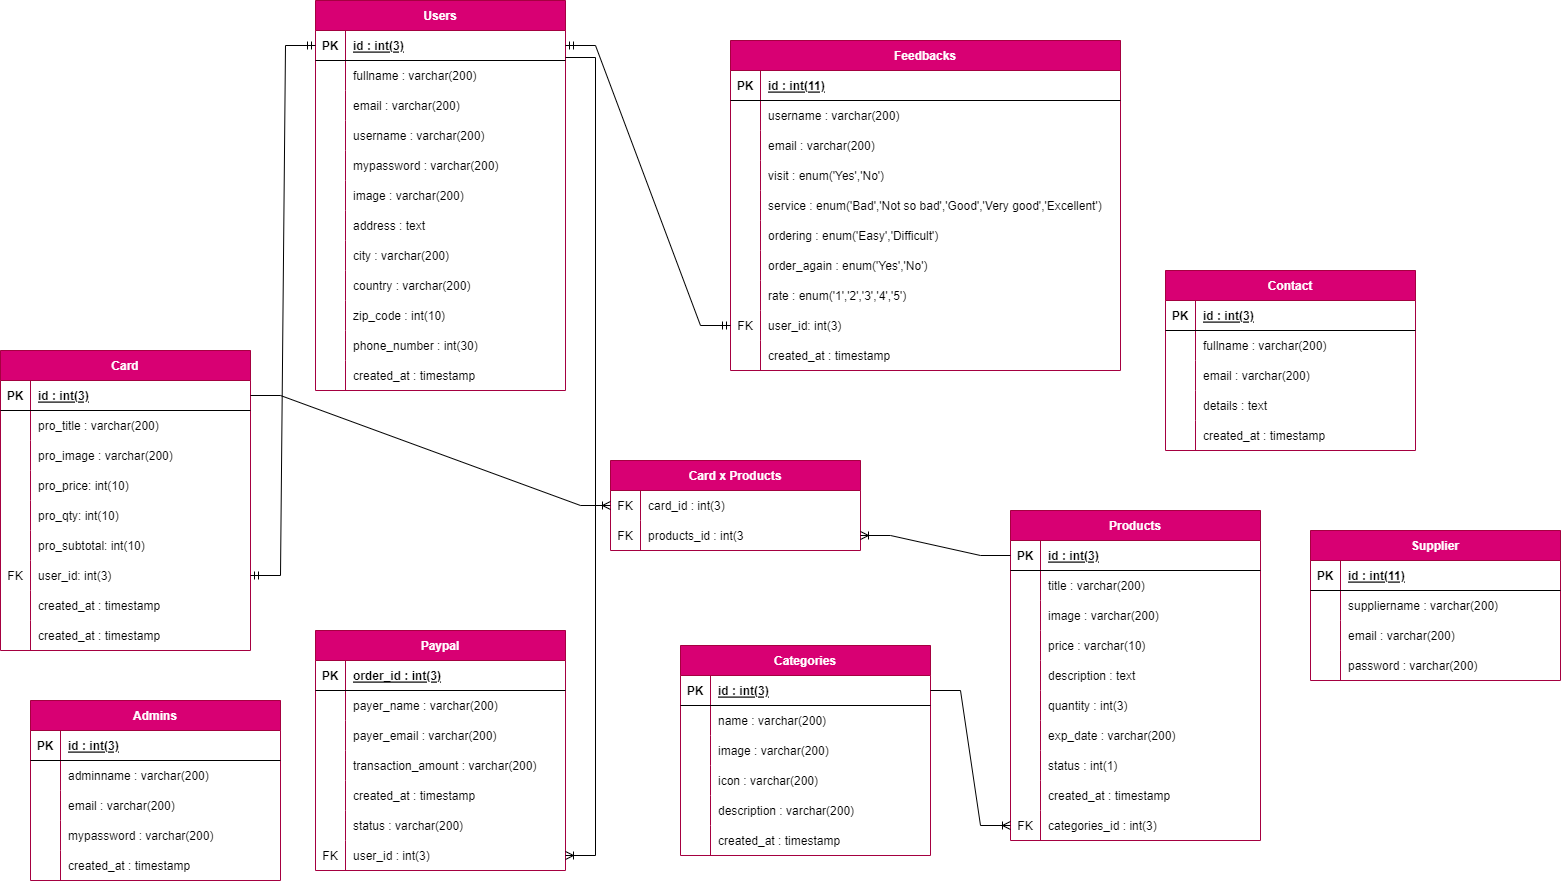 Users
PK id : int(3)
fullname : varchar(200)
email : varchar(200)
username : varchar(200)
mypassword : varchar(200)
image : varchar(200)
address : text
city : varchar(200)
country : varchar(200)
zip_code : int(10)
phone_number : int(30)
created_at : timestamp
Feedbacks
PK id : int(11)
username : varchar(200)
email : varchar(200)
visit : enum('Yes','No')
service : enum('Bad','Not so bad','Good','Very good','Excellent')
ordering : enum('Easy','Difficult')
order_again : enum('Yes','No')
rate : enum('1','2','3','4','5')
FK user_id: int(3)
created_at : timestamp
Contact
PK id : int(3)
fullname : varchar(200)
email : varchar(200)
details : text
created_at : timestamp
Card
PK id : int(3)
pro_title : varchar(200)
pro_image : varchar(200)
pro_price: int(10)
pro_qty: int(10)
pro_subtotal: int(10)
FK user_id: int(3)
created_at : timestamp
created_at : timestamp
Card x Products
FK card_id : int(3)
FK products_id : int(3
Products
PK id : int(3)
title : varchar(200)
image : varchar(200)
price : varchar(10)
description : text
quantity : int(3)
exp_date : varchar(200)
status : int(1)
created_at : timestamp
FK categories_id : int(3)
Supplier
PK id : int(11)
suppliername : varchar(200)
email : varchar(200)
password : varchar(200)
Paypal
PK order_id : int(3)
payer_name : varchar(200)
payer_email : varchar(200)
transaction_amount : varchar(200)
created_at : timestamp
status : varchar(200)
FK user_id : int(3)
Categories
PK id : int(3)
name : varchar(200)
image : varchar(200)
icon : varchar(200)
description : varchar(200)
created_at : timestamp
Admins
PK id : int(3)
adminname : varchar(200)
email : varchar(200)
mypassword : varchar(200)
created_at : timestamp